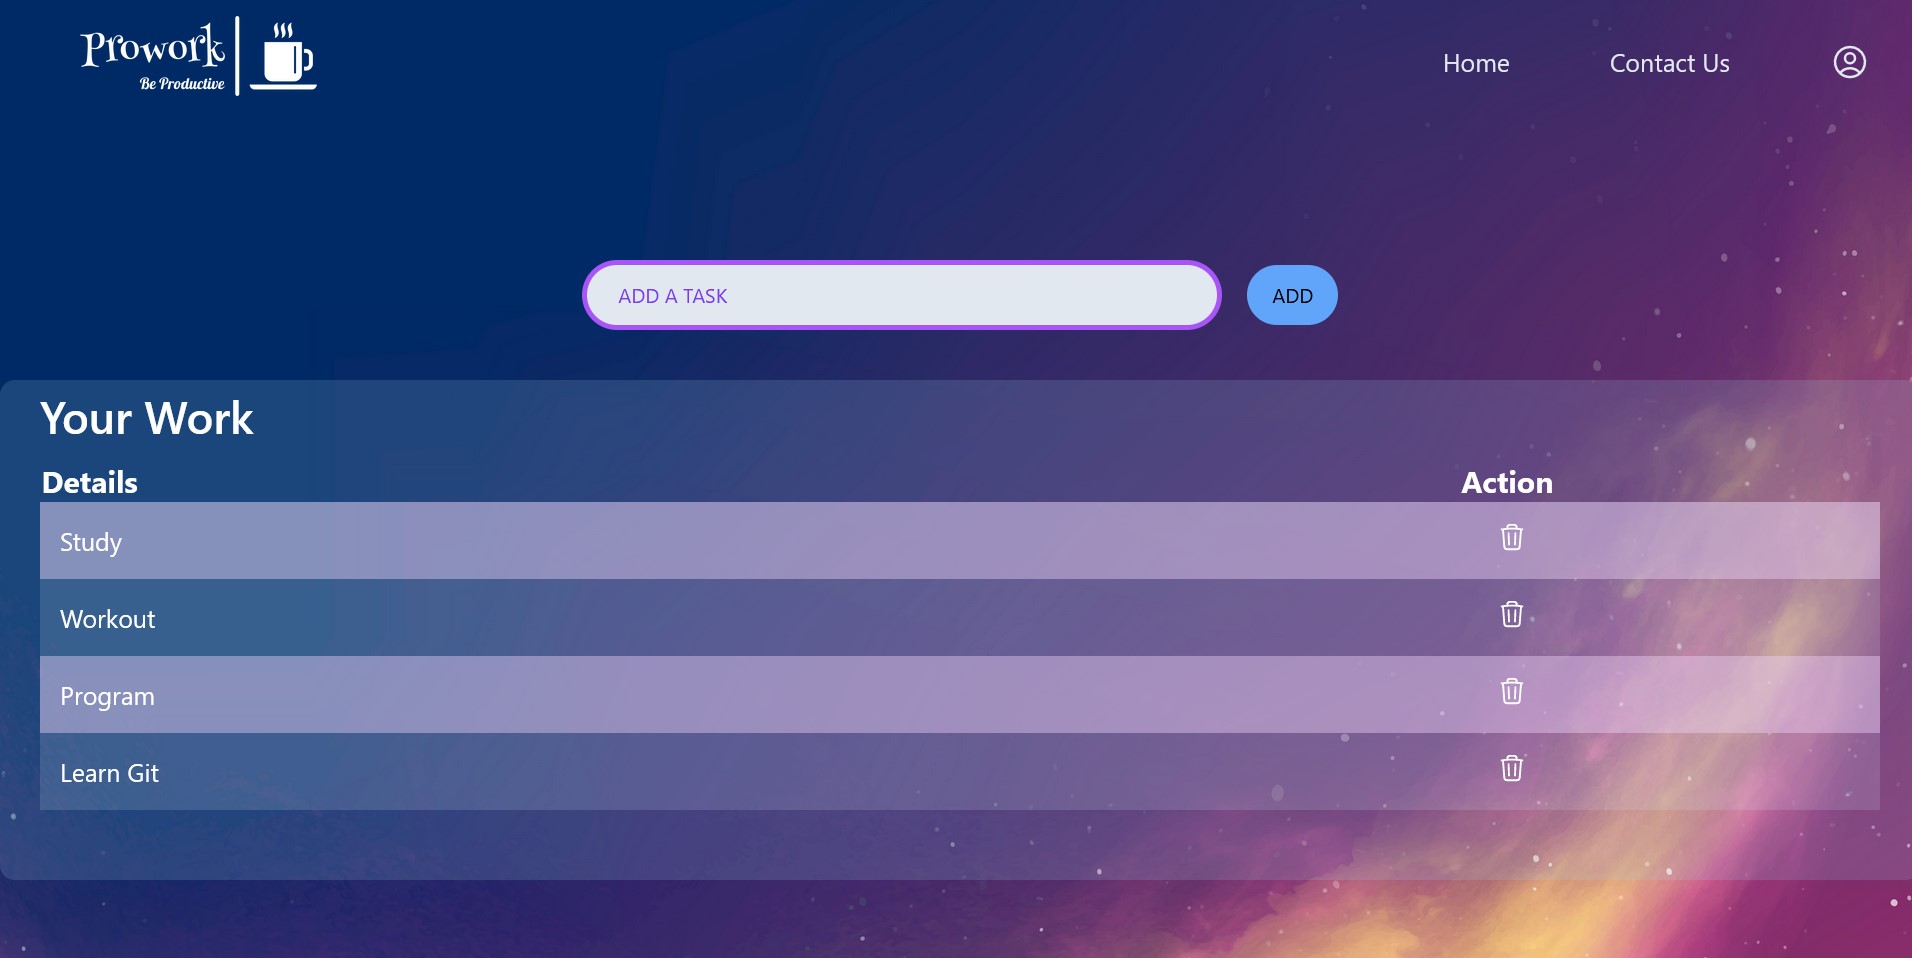 Prowork
Be Productive
Home
Contact Us
ADD A TASK
ADD
Your Work
Details
Action
Study
Workout
Program
Learn Git